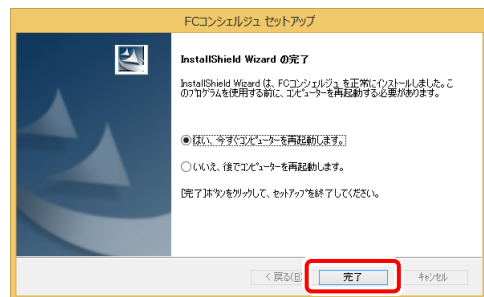 FCコンシェルジュ セットアップ
InstallShield Wizard の完了
InstallShield Wizard は、FCコンシェルジュ を正常にインストールしました。こ
のプログラムを使用する前に、コンピューターを再起動する必要があります。
はい、今すぐコンピューターを再起動します。
いいえ、後でコンピューターを再起動します。
[完了]ボタンをクリックして、セットアップを終了してください。
< 戻る(B) 完了 キャンセル